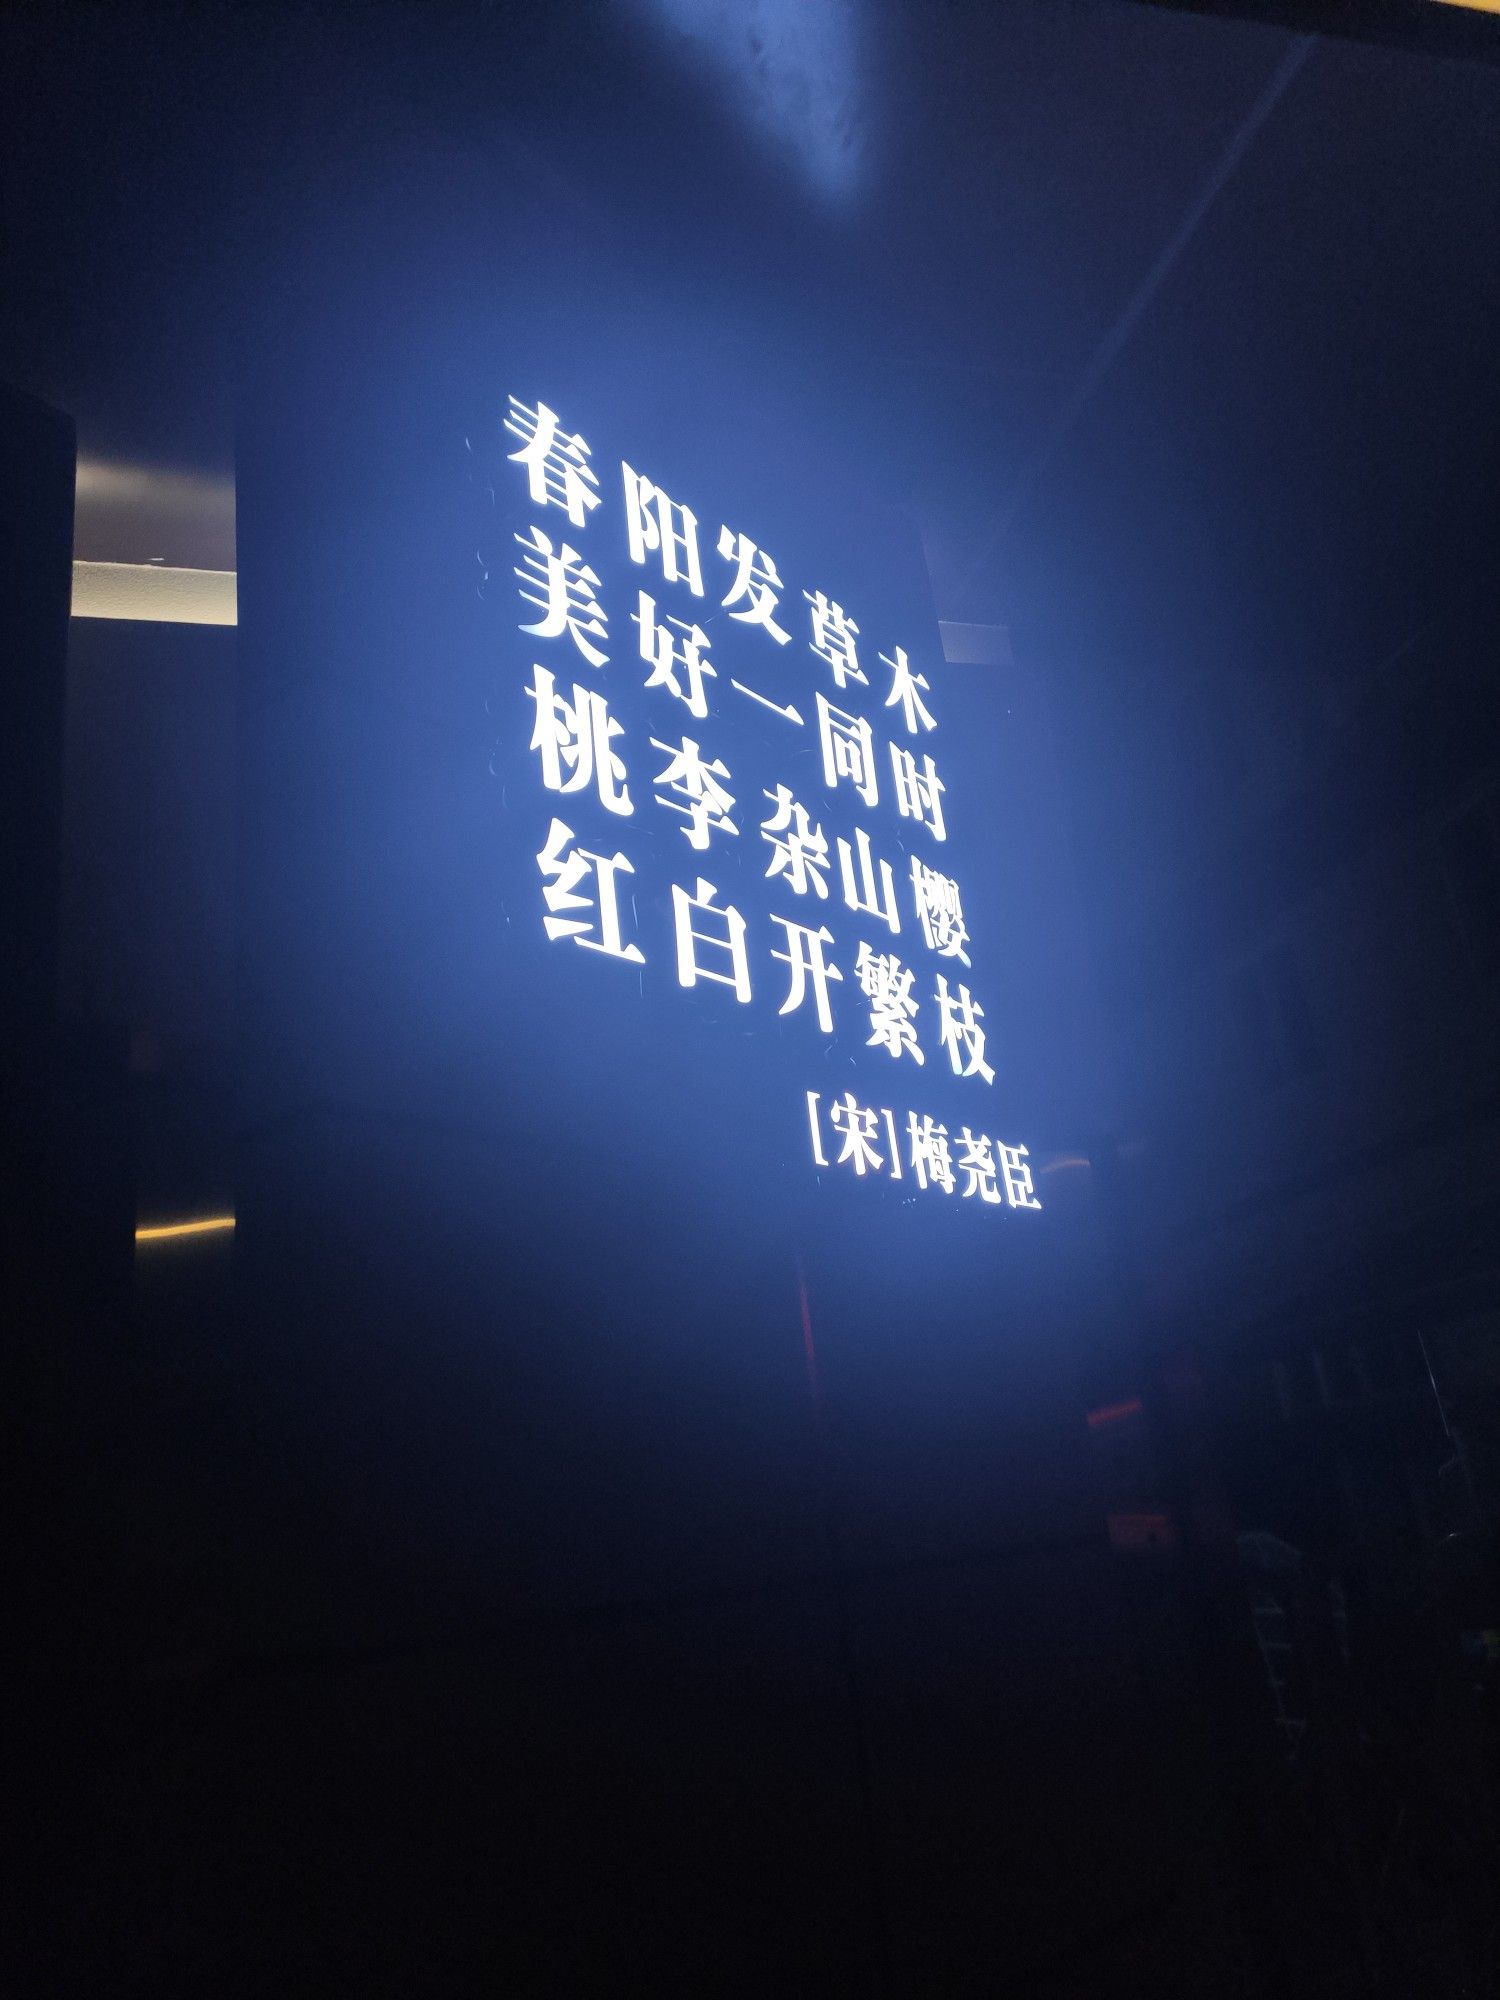 春阳发草木
美好一同时
桃李杂山樱
红白开繁枝
[宋]梅尧臣